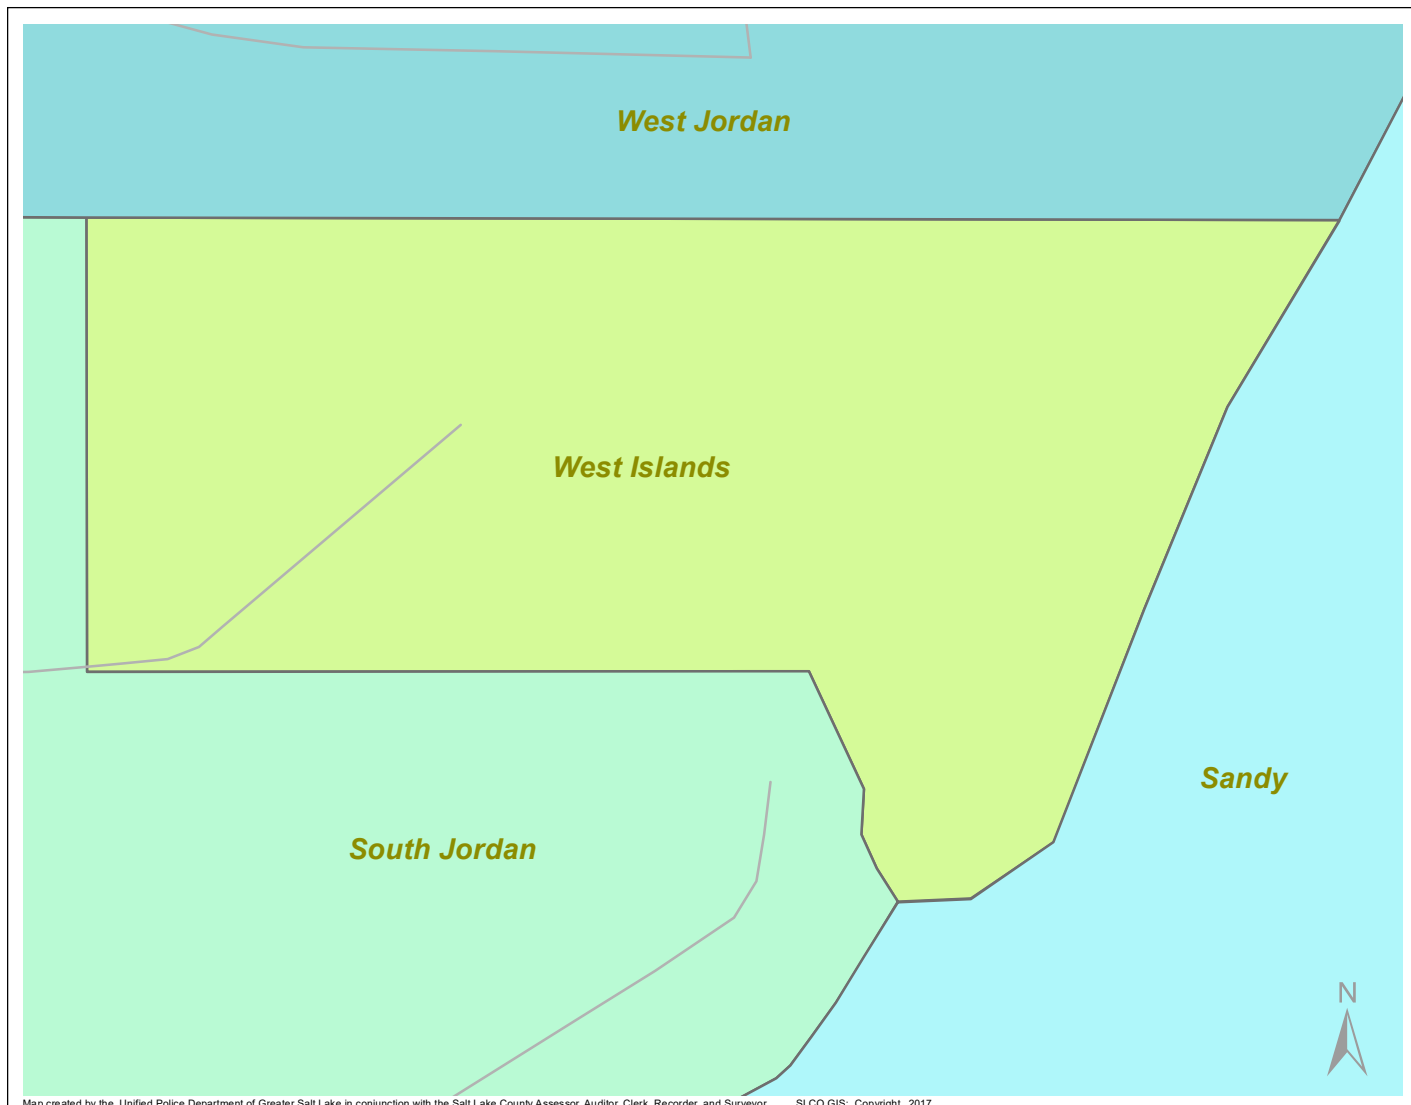 West Jordan
West Islands
Sandy
South Jordan
N
Map created by the Unified Police Department of Greater Salt Lake in conjunction with the Salt Lake County Assessor, Auditor, Clerk, Recorder, and Surveyor. SLCO GIS: Copyright, 2017